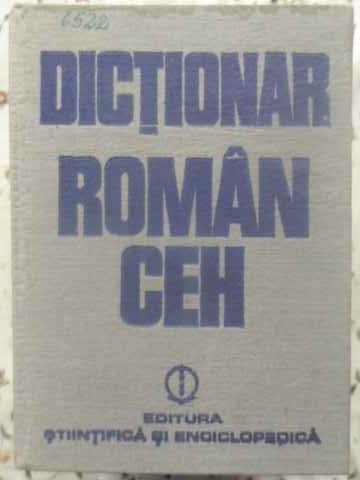 6522
DICȚIONAR
ROMÂN
CEH
EDITURA
ȘTIINȚIFICĂ ȘI ENCICLOPEDICĂ